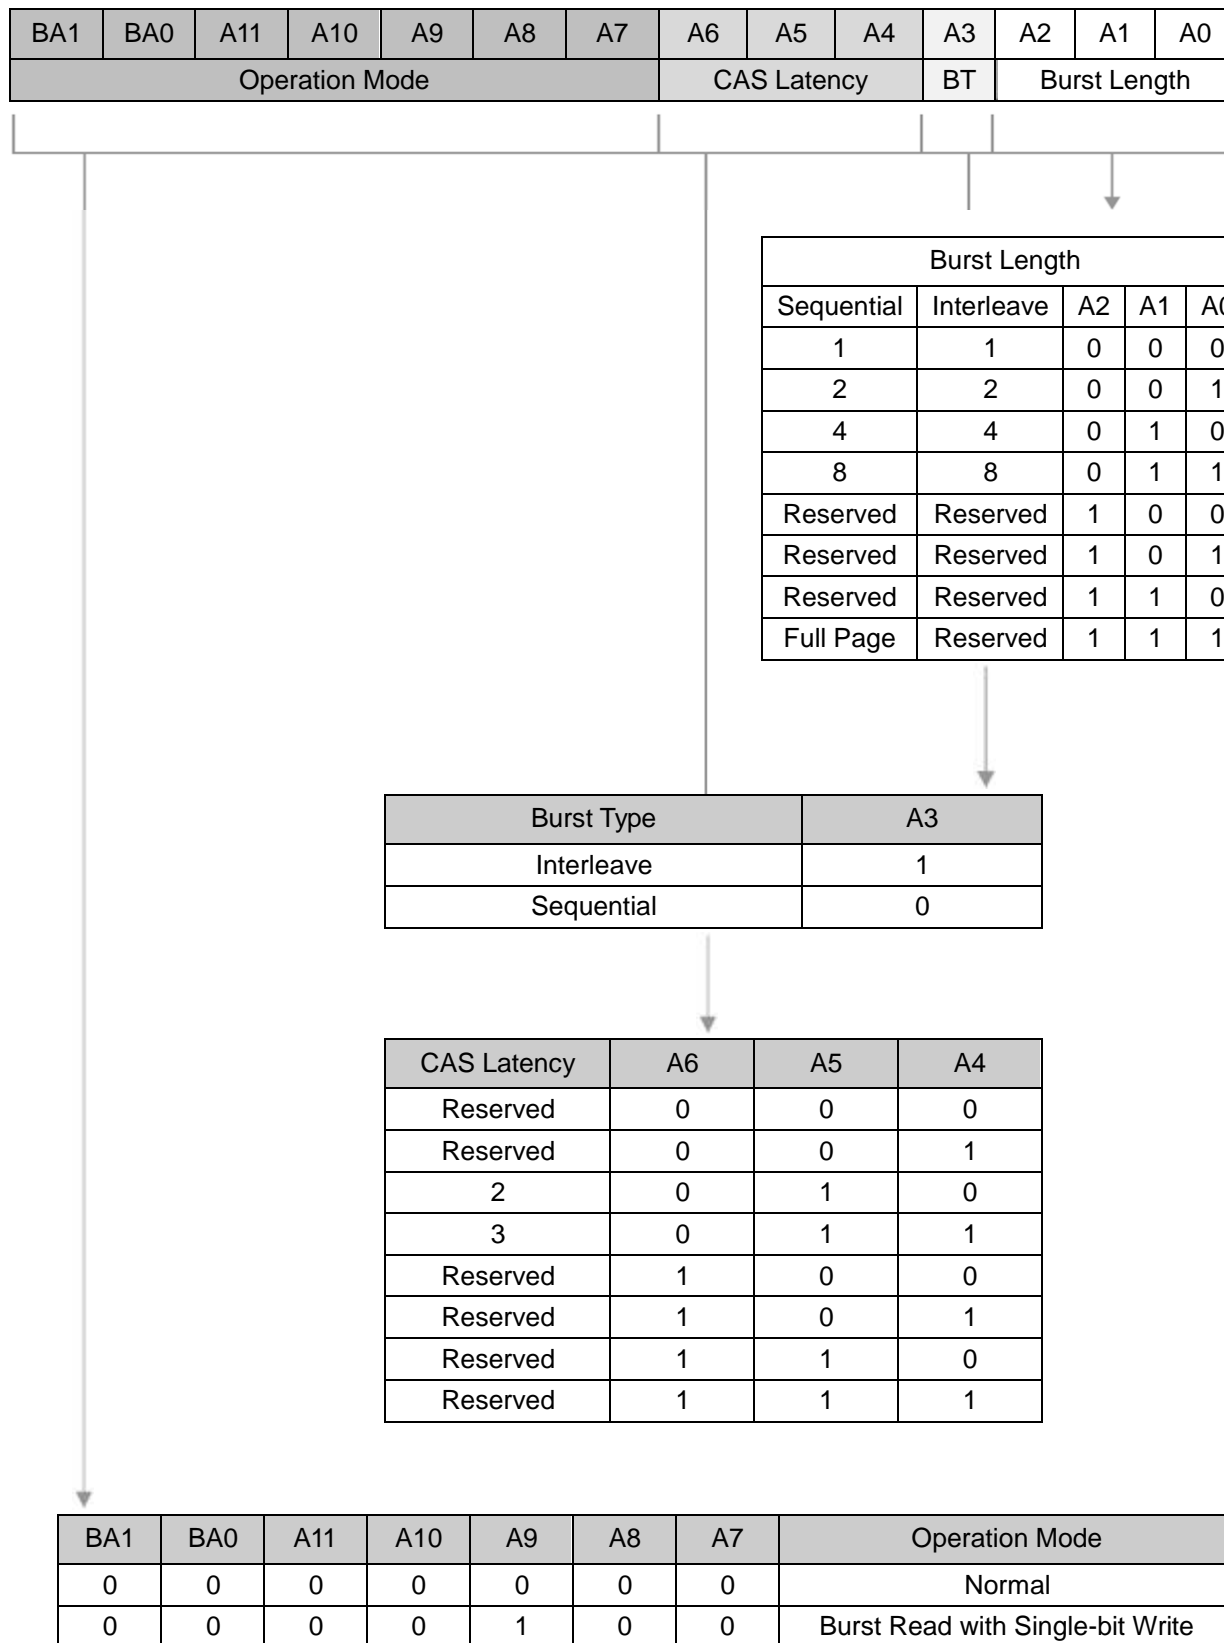 BA1 BA0 A11 A10 A9 A8 A7 A6 A5 A4 A3 A2 A1 A0
Operation Mode CAS Latency BT Burst Length
Burst Length
Sequential Interleave A2 A1 A0
1 1 0 0 0
2 2 0 0 1
4 4 0 1 0
8 8 0 1 1
Reserved Reserved 1 0 0
Reserved Reserved 1 0 1
Reserved Reserved 1 1 0
Full Page Reserved 1 1 1
Burst Type A3
Interleave 1
Sequential 0
CAS Latency A6 A5 A4
Reserved 0 0 0
Reserved 0 0 1
2 0 1 0
3 0 1 1
Reserved 1 0 0
Reserved 1 0 1
Reserved 1 1 0
Reserved 1 1 1
BA1 BA0 A11 A10 A9 A8 A7 Operation Mode
0 0 0 0 0 0 0 Normal
0 0 0 0 1 0 0 Burst Read with Single-bit Write